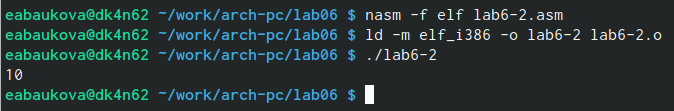 eabaukova@dk4n62 ~/work/arch-pc/lab06 $ nasm -f elf lab6-2.asm
eabaukova@dk4n62 ~/work/arch-pc/lab06 $ ld -m elf_i386 -o lab6-2 lab6-2.o
eabaukova@dk4n62 ~/work/arch-pc/lab06 $ ./lab6-2
10
eabaukova@dk4n62 ~/work/arch-pc/lab06 $